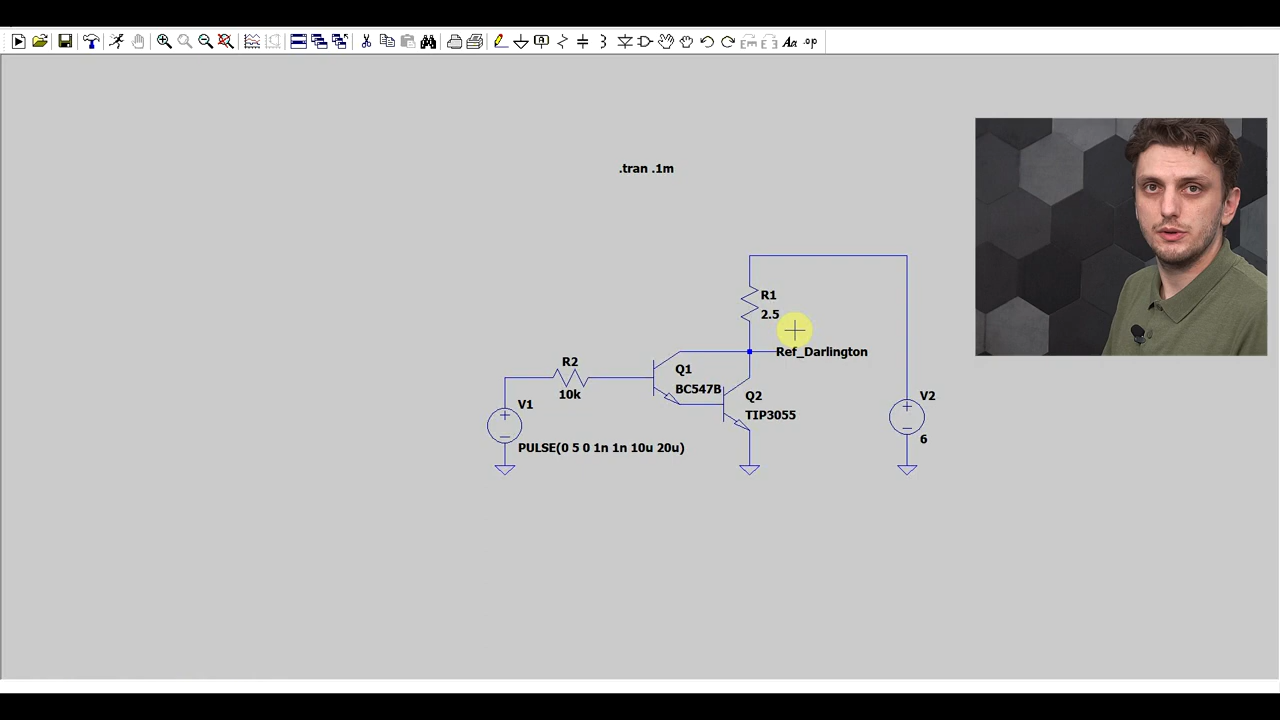 .tran .1m
R1
2.5
Ref_Darlington
R2
10k
Q1
BC547B
Q2
TIP3055
V1
PULSE(0 5 0 1n 1n 10u 20u)
V2
6